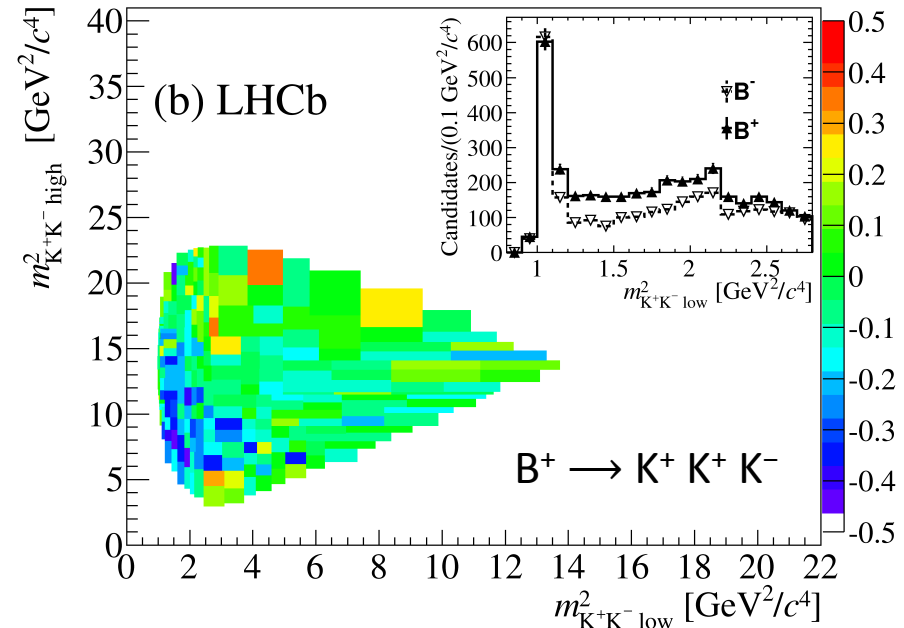 m²K⁺K⁻ high [GeV²/c⁴]
40
35
30
25
20
15
10
5
0
(b) LHCb
B⁺ ⟶ K⁺ K⁺ K⁻
0 2 4 6 8 10 12 14 16 18 20 22
m²K⁺K⁻ low [GeV²/c⁴]
Candidates/(0.1 GeV²/c⁴)
600
500
400
300
200
100
0
B⁻
B⁺
1 1.5 2 2.5
m²K⁺K⁻ low [GeV²/c⁴]
0.5
0.4
0.3
0.2
0.1
0
-0.1
-0.2
-0.3
-0.4
-0.5